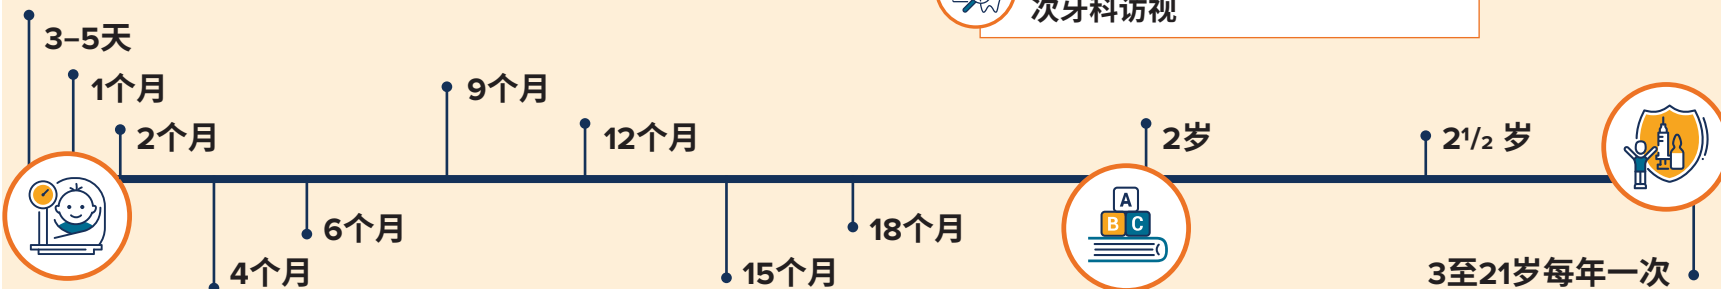 次牙科访视
3–5天
1个月
2个月
4个月
6个月
9个月
12个月
15个月
18个月
2岁
A
B C
2½ 岁
3至21岁每年一次